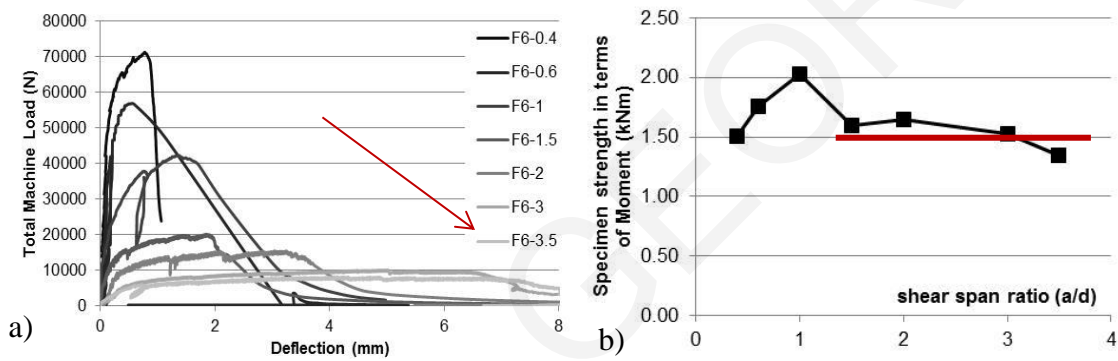 80000
70000
60000
50000
40000
30000
20000
10000
0
Total Machine Load (N)
0 2 4 6 8
Deflection (mm)
F6-0.4
F6-0.6
F6-1
F6-1.5
F6-2
F6-3
F6-3.5
a)
2.50
2.00
1.50
1.00
0.50
0.00
Specimen strength in terms
of Moment (kNm)
shear span ratio (a/d)
0 1 2 3 4
b)
GEOR